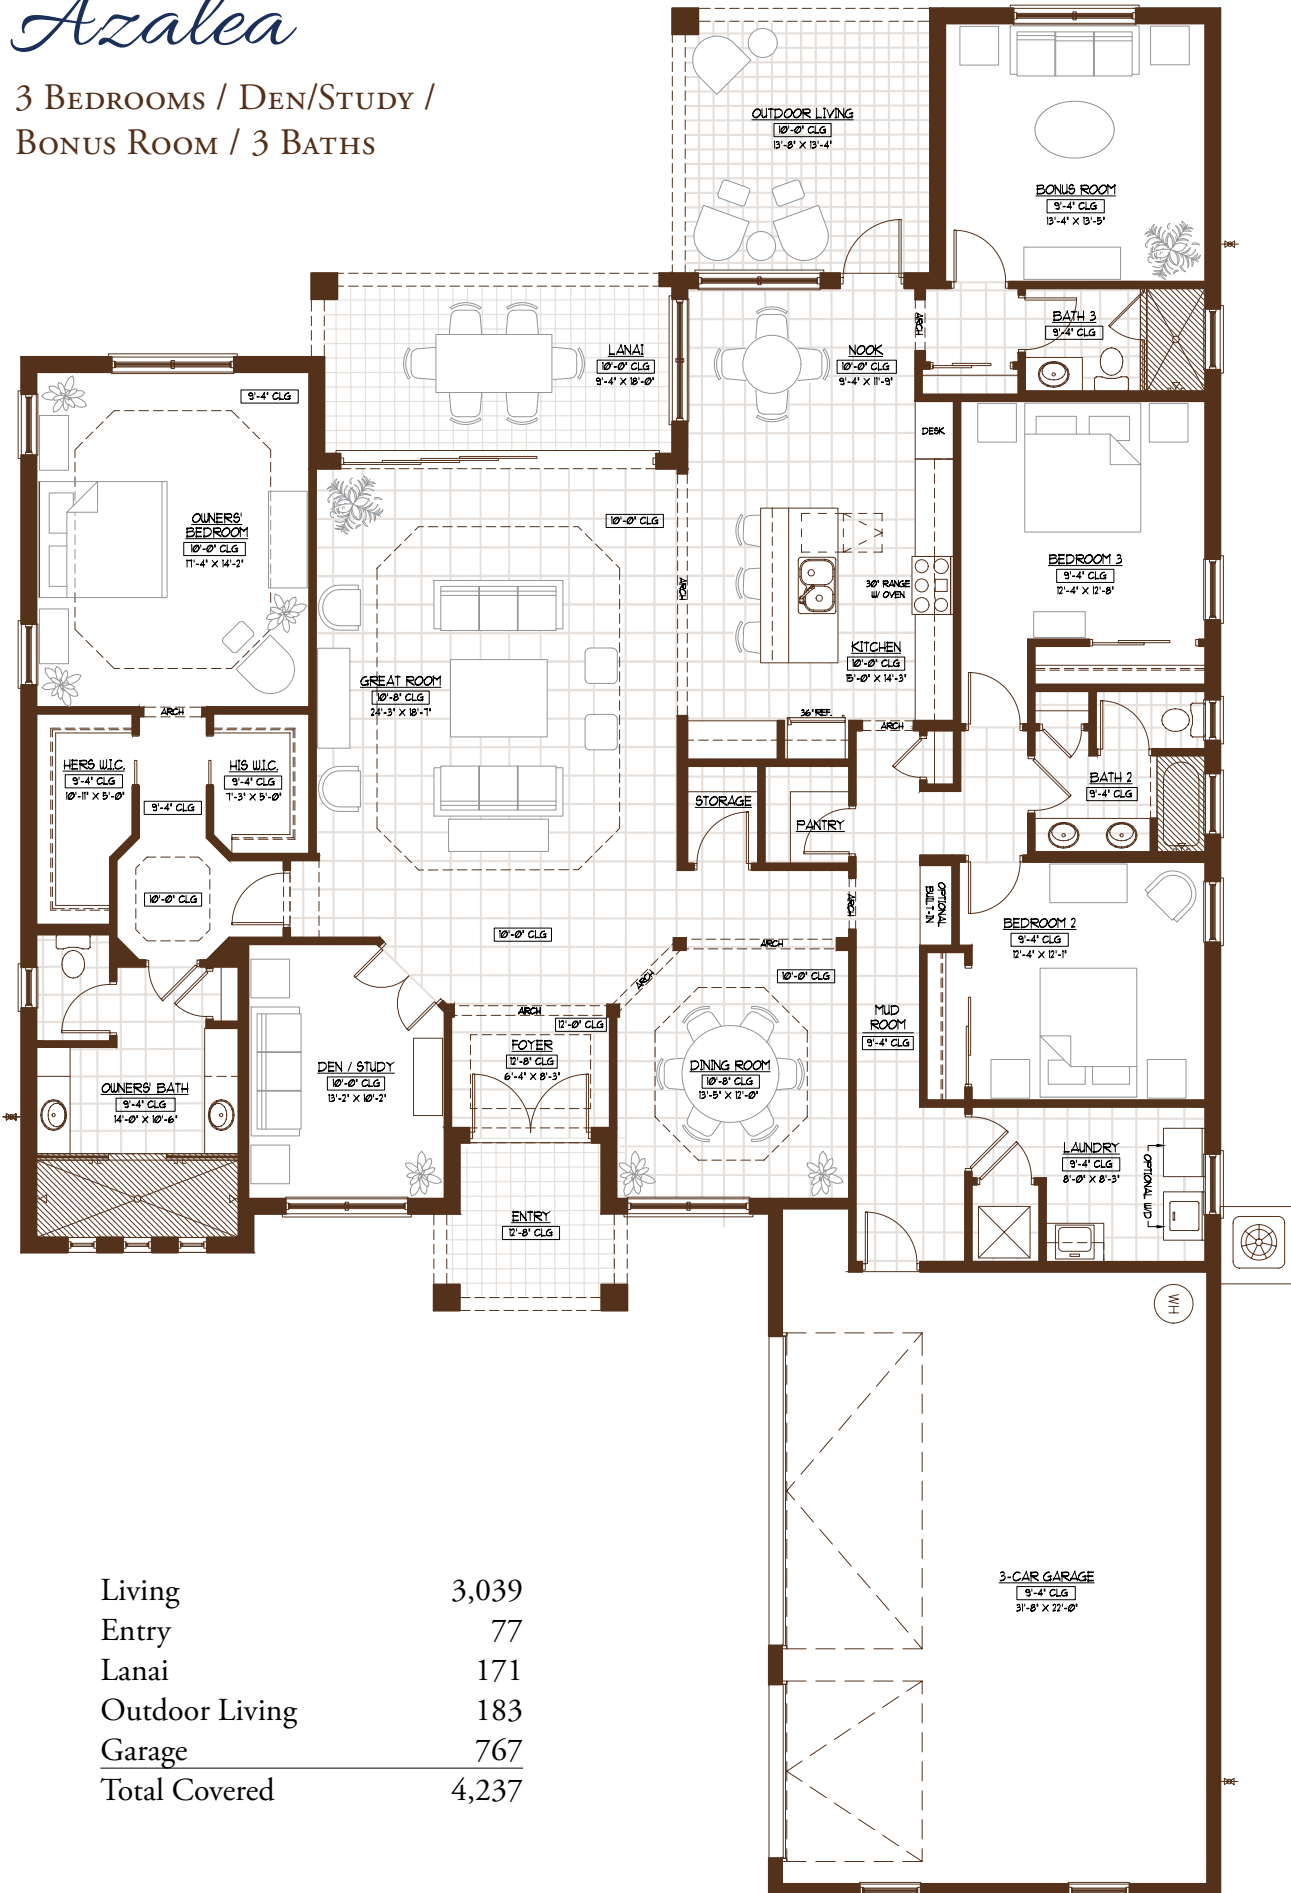 Azalea
3 Bedrooms / Den/Study /
Bonus Room / 3 Baths
OUTDOOR LIVING
10'-0" CLG
13'-8" X 13'-4"
BONUS ROOM
9'-4" CLG
13'-4" X 13'-5"
BATH 3
9'-4" CLG
ARCH
LANAI
10'-0" CLG
9'-4" X 18'-0"
NOOK
10'-0" CLG
9'-4" X 11'-9"
9'-4" CLG
DESK
OWNERS'
BEDROOM
10'-0" CLG
17'-4" X 14'-2"
10'-0" CLG
BEDROOM 3
9'-4" CLG
12'-4" X 12'-8"
30" RANGE
W/ OVEN
ARCH
KITCHEN
10'-0" CLG
15'-0" X 14'-3"
GREAT ROOM
10'-8" CLG
24'-3" X 18'-7"
ARCH
36" REF.
ARCH
HERS W.I.C.
9'-4" CLG
10'-11" X 5'-0"
HIS W.I.C.
9'-4" CLG
7'-3" X 5'-0"
9'-4" CLG
BATH 2
9'-4" CLG
STORAGE
PANTRY
10'-0" CLG
ARCH
OPTIONAL
BUILT-IN
10'-0" CLG
BEDROOM 2
9'-4" CLG
12'-4" X 12'-1"
ARCH
ARCH
10'-0" CLG
ARCH
12'-0" CLG
MUD
ROOM
9'-4" CLG
FOYER
12'-8" CLG
6'-4" X 8'-3"
DEN / STUDY
10'-0" CLG
13'-2" X 10'-2"
DINING ROOM
10'-8" CLG
13'-5" X 12'-0"
OWNERS' BATH
9'-4" CLG
14'-0" X 10'-6"
LAUNDRY
9'-4" CLG
8'-0" X 8'-3"
OPTIONAL W/D
ENTRY
12'-8" CLG
WH
3-CAR GARAGE
9'-4" CLG
31'-8" X 22'-0"
Living 3,039
Entry 77
Lanai 171
Outdoor Living 183
Garage 767
Total Covered 4,237